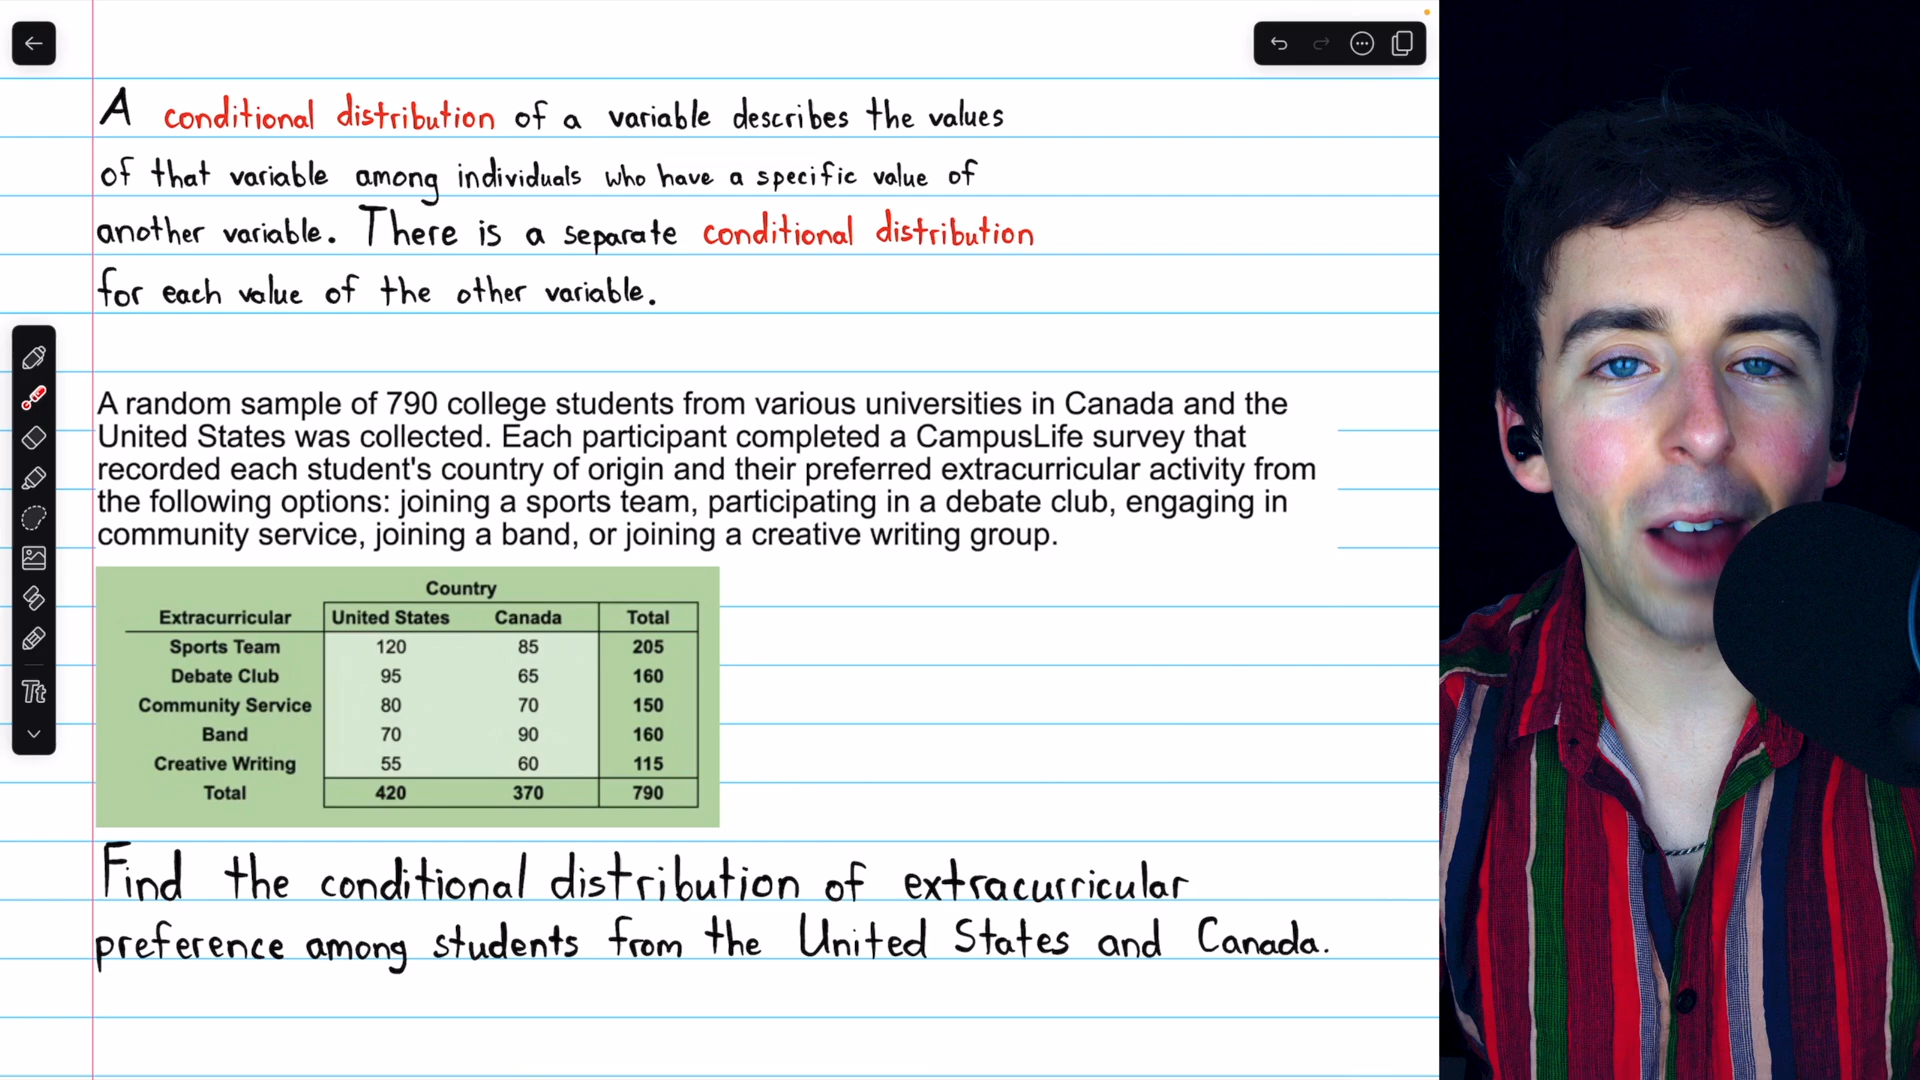 A conditional distribution of a variable describes the values
of that variable among individuals who have a specific value of
another variable. There is a separate conditional distribution
for each value of the other variable.
A random sample of 790 college students from various universities in Canada and the
United States was collected. Each participant completed a CampusLife survey that
recorded each student's country of origin and their preferred extracurricular activity from
the following options: joining a sports team, participating in a debate club, engaging in
community service, joining a band, or joining a creative writing group.
Country
Extracurricular United States Canada Total
Sports Team 120 85 205
Debate Club 95 65 160
Community Service 80 70 150
Band 70 90 160
Creative Writing 55 60 115
Total 420 370 790
Find the conditional distribution of extracurricular
preference among students from the United States and Canada.
Tt